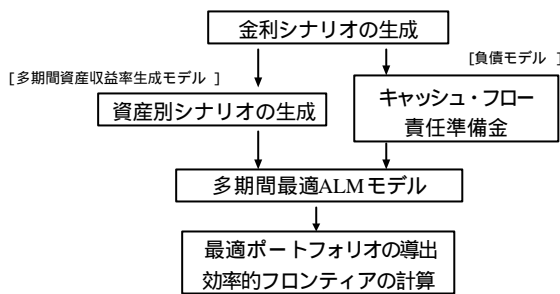 金利シナリオの生成
[多期間資産収益率生成モデル ]
[負債モデル ]
資産別シナリオの生成
キャッシュ・フロー
責任準備金
多期間最適ALMモデル
最適ポートフォリオの導出
効率的フロンティアの計算